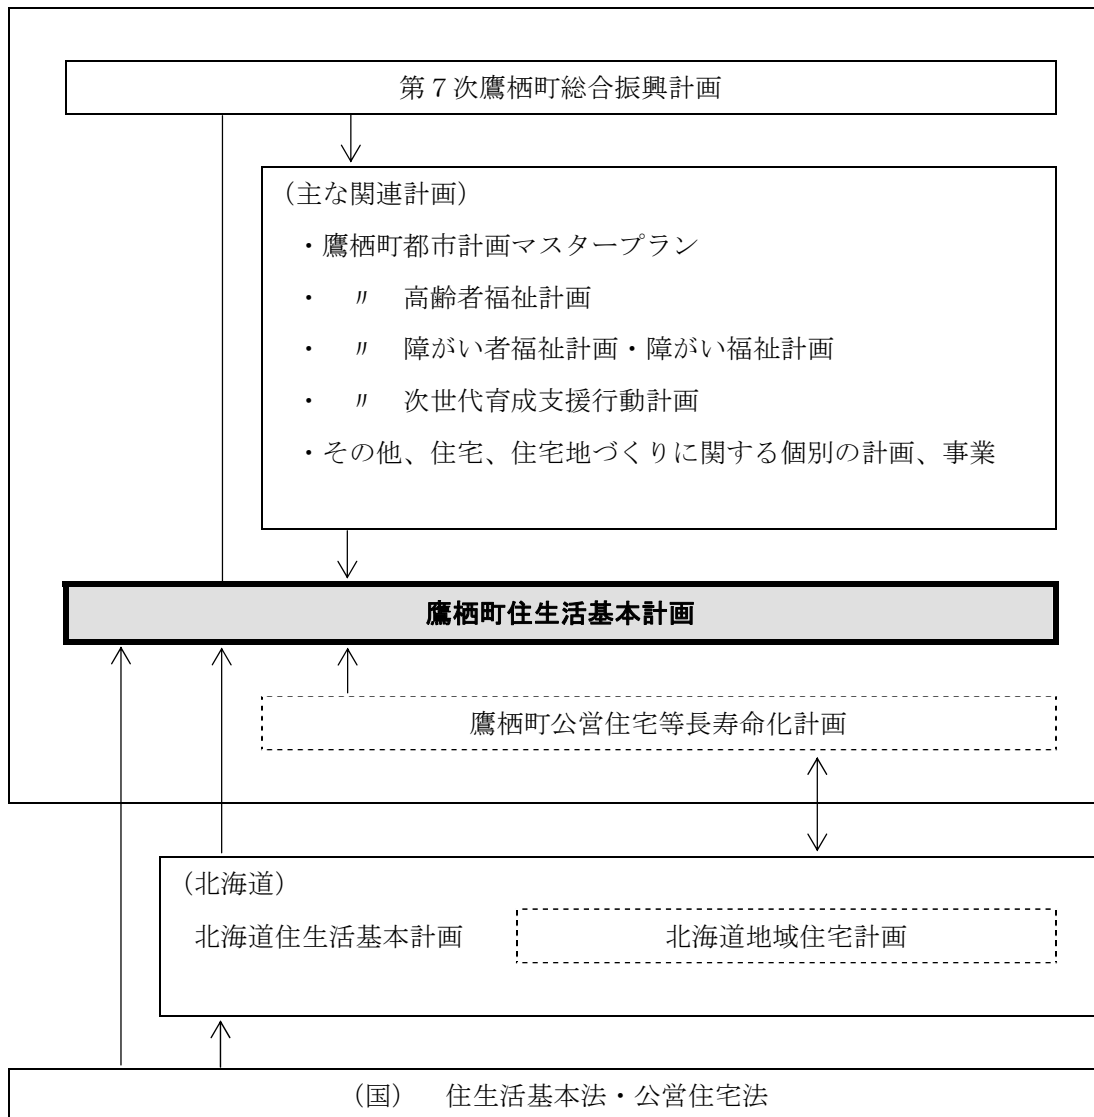 第7次鷹栖町総合振興計画
（主な関連計画）
・鷹栖町都市計画マスタープラン
・　〃　高齢者福祉計画
・　〃　障がい者福祉計画・障がい福祉計画
・　〃　次世代育成支援行動計画
・その他、住宅、住宅地づくりに関する個別の計画、事業
鷹栖町住生活基本計画
鷹栖町公営住宅等長寿命化計画
（北海道）
北海道住生活基本計画　北海道地域住宅計画
（国）　住生活基本法・公営住宅法